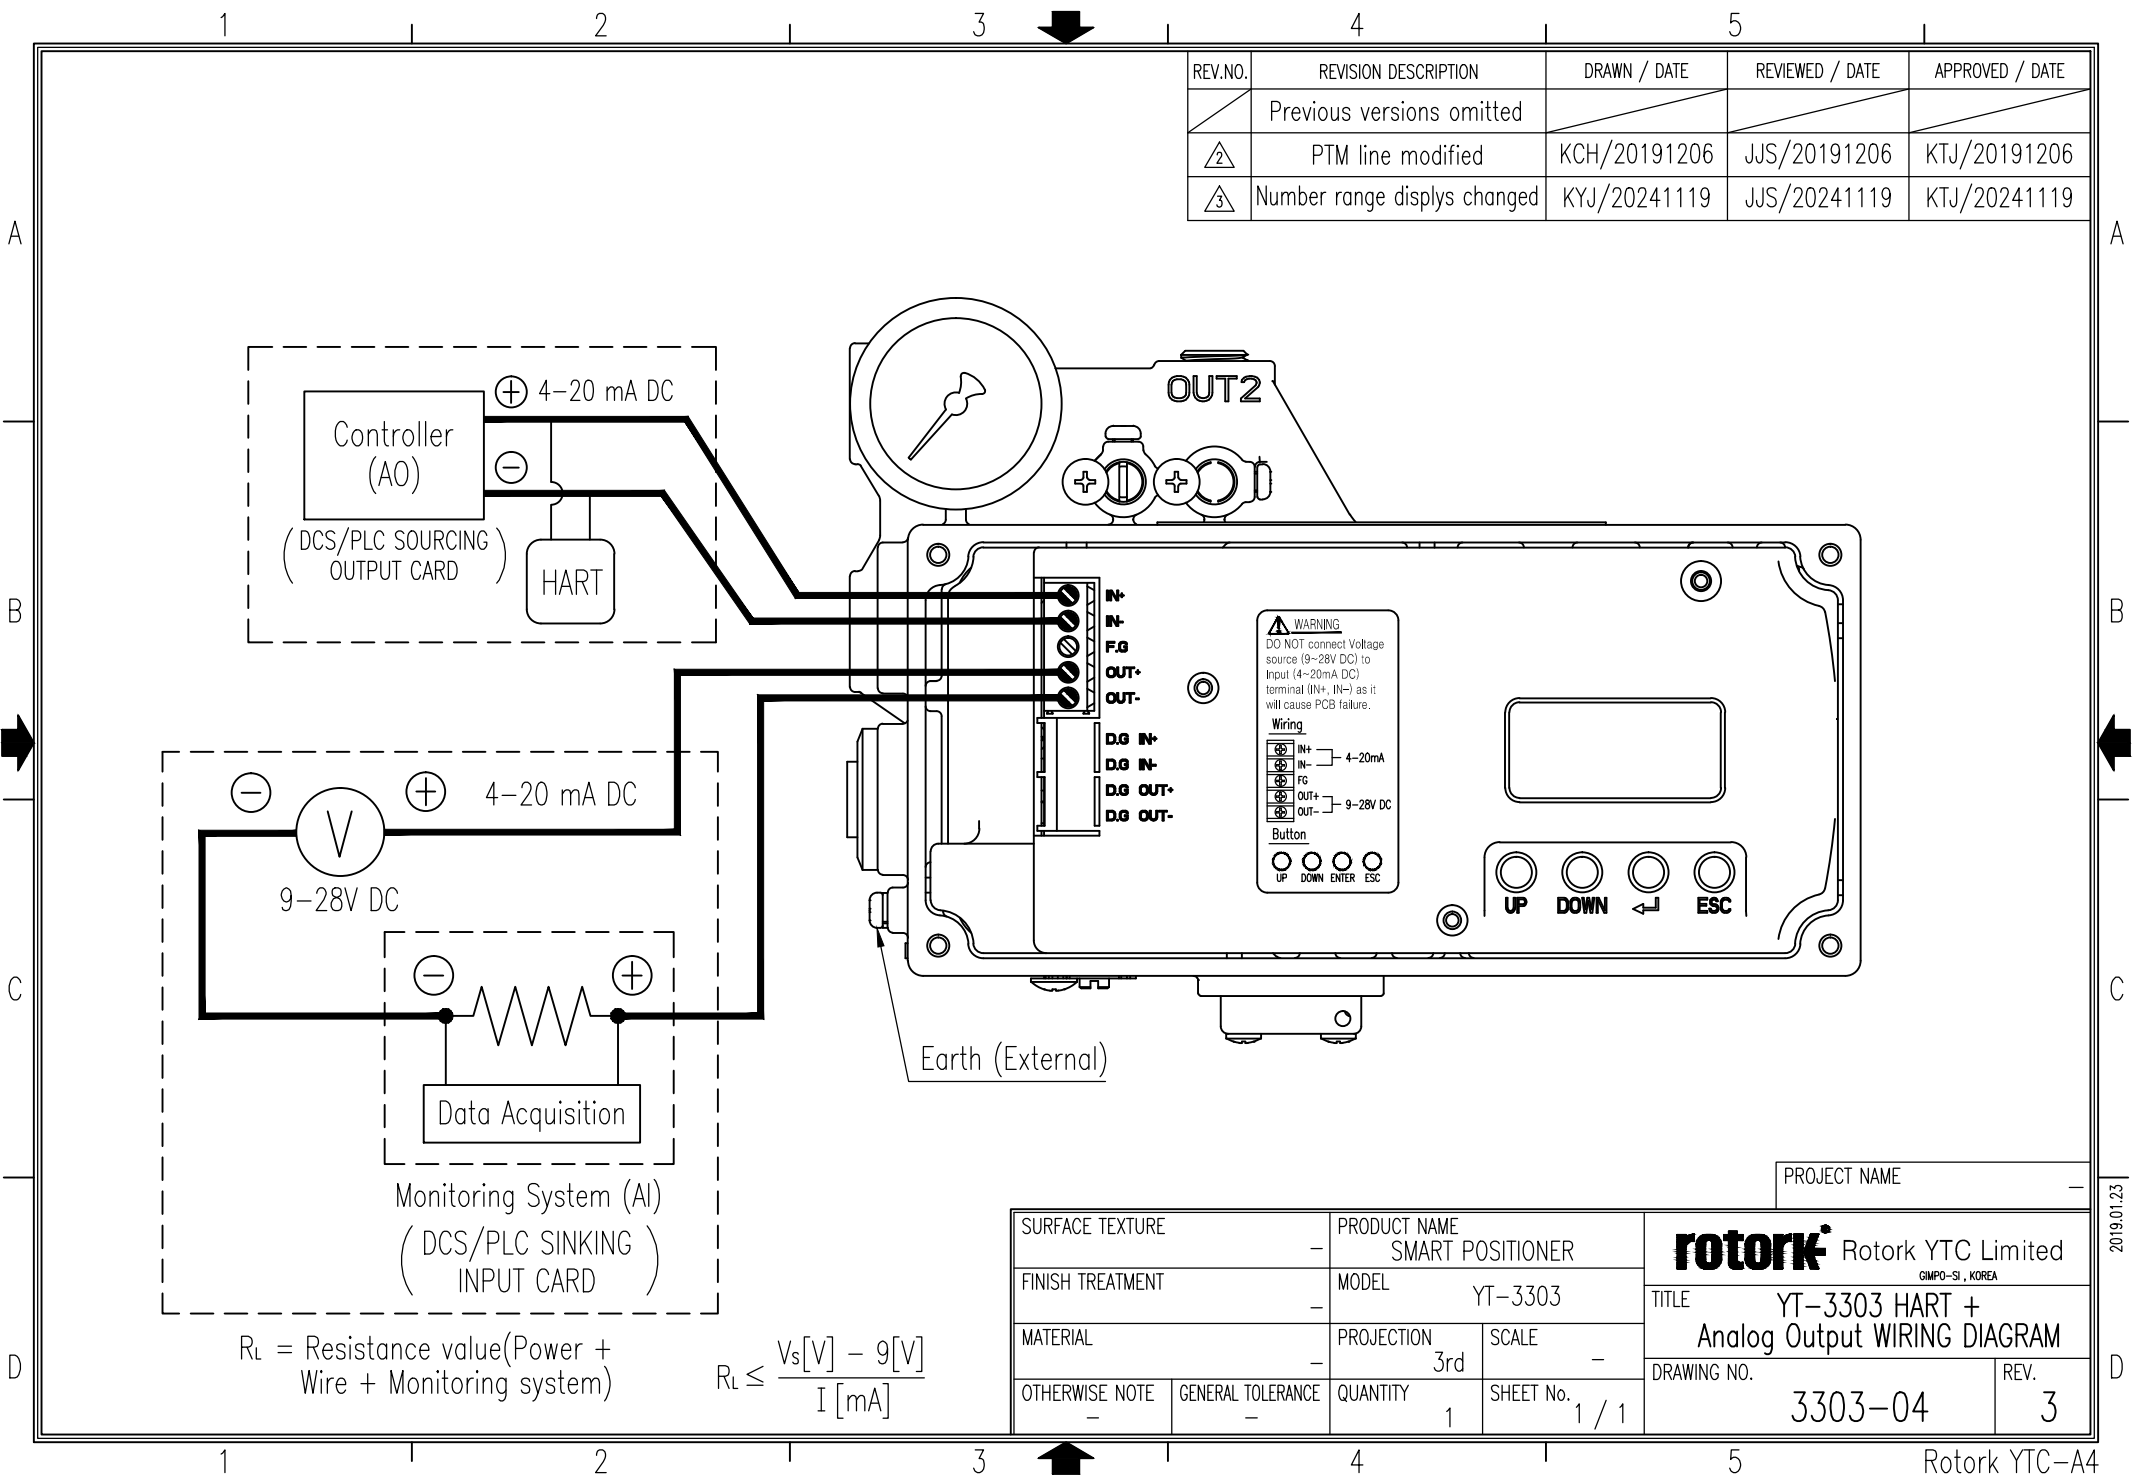 1 2 3 4 5
REV.NO. REVISION DESCRIPTION DRAWN / DATE REVIEWED / DATE APPROVED / DATE
Previous versions omitted
2 PTM line modified KCH/20191206 JJS/20191206 KTJ/20191206
3 Number range displys changed KYJ/20241119 JJS/20241119 KTJ/20241119
A A
OUT2
+ 4-20 mA DC
Controller
(AO)
−
(DCS/PLC SOURCING
OUTPUT CARD)
HART
B B
IN+
IN-
F.G
OUT+
OUT-
D.G IN+
D.G IN-
D.G OUT+
D.G OUT-
WARNING
DO NOT connect Voltage
source (9~28V DC) to
Input (4~20mA DC)
terminal (IN+, IN-) as it
will cause PCB failure.
Wiring
IN+
IN-
4-20mA
FG
OUT+
OUT-
9-28V DC
Button
UP DOWN ENTER ESC
UP DOWN ESC
− + 4-20 mA DC
V
9-28V DC
− +
C C
Data Acquisition
Earth (External)
Monitoring System (AI)
(DCS/PLC SINKING
INPUT CARD)
RL = Resistance value(Power +
Wire + Monitoring system)
RL ≤ Vs[V] - 9[V]
I [mA]
D D
PROJECT NAME -
2019.01.23
SURFACE TEXTURE -
PRODUCT NAME
SMART POSITIONER
rotork Rotork YTC Limited
GIMPO-SI , KOREA
FINISH TREATMENT -
MODEL YT-3303
TITLE YT-3303 HART +
Analog Output WIRING DIAGRAM
MATERIAL -
PROJECTION 3rd
SCALE -
DRAWING NO. 3303-04
REV. 3
OTHERWISE NOTE -
GENERAL TOLERANCE -
QUANTITY 1
SHEET No. 1 / 1
1 2 3 4 5
Rotork YTC-A4